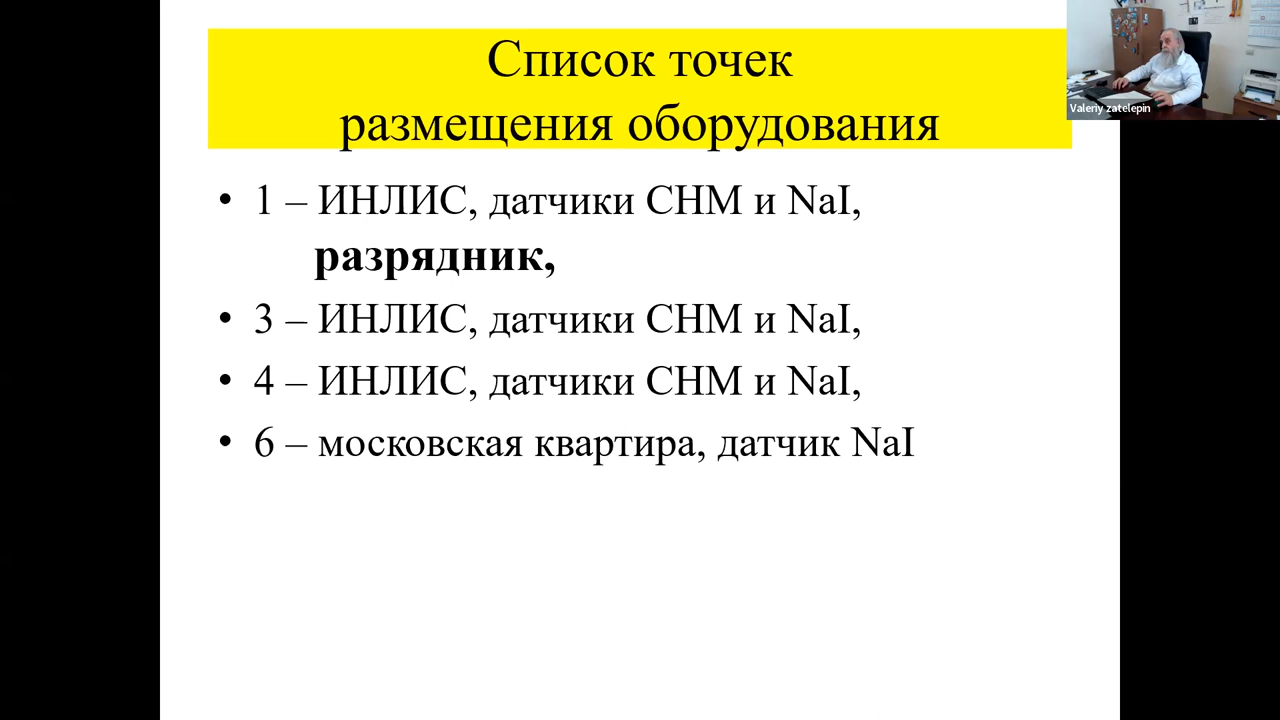 Список точек
размещения оборудования
• 1 – ИНЛИС, датчики СНМ и NaI,
разрядник,
• 3 – ИНЛИС, датчики СНМ и NaI,
• 4 – ИНЛИС, датчики СНМ и NaI,
• 6 – московская квартира, датчик NaI
Valeriy zatelepin